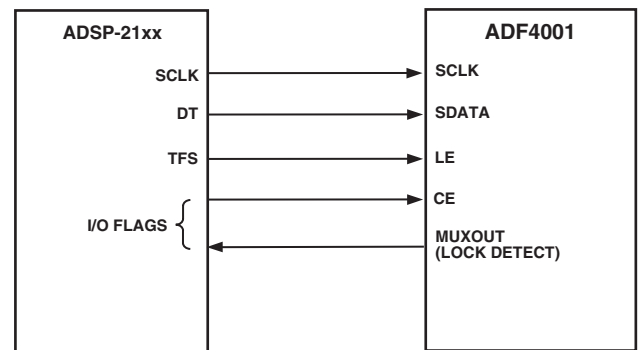 ADSP-21xx
SCLK
DT
TFS
I/O FLAGS
ADF4001
SCLK
SDATA
LE
CE
MUXOUT
(LOCK DETECT)